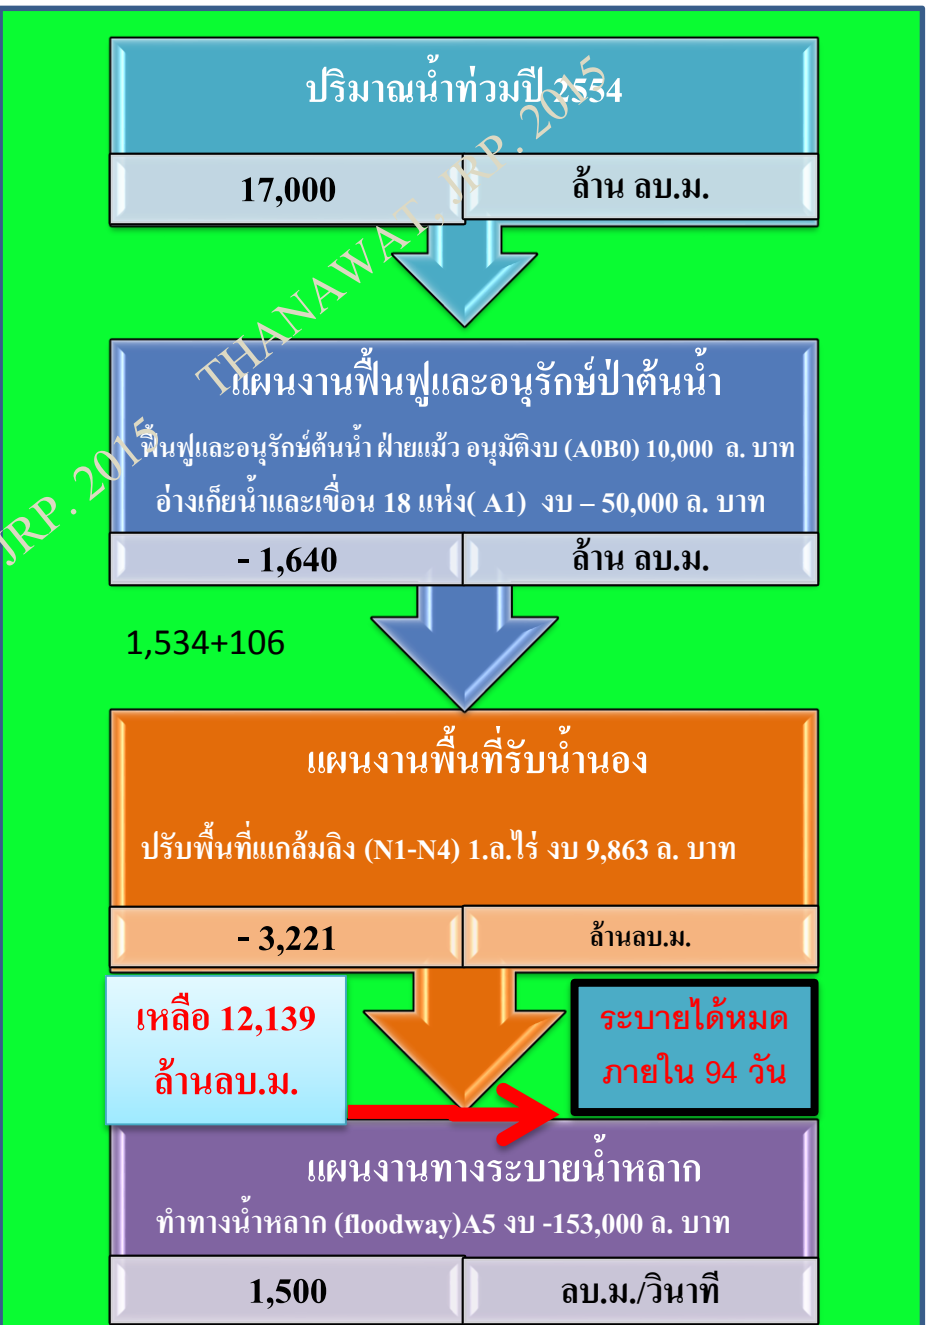 ปริมาณน้ำท่วมปี 2554
17,000 ล้าน ลบ.ม.
THANAWAT. JRP. 2015
แผนงานฟื้นฟูและอนุรักษ์ป่าต้นน้ำ
ฟื้นฟูและอนุรักษ์ต้นน้ำ ฝ่ายแม้ว อนุมัติงบ (A0B0) 10,000 ล. บาท
อ่างเก็ยน้ำและเขื่อน 18 แห่ง( A1) งบ – 50,000 ล. บาท
JRP. 2015
- 1,640 ล้าน ลบ.ม.
1,534+106
แผนงานพื้นที่รับน้ำนอง
ปรับพื้นที่แแกล้มลิง (N1-N4) 1.ล.ไร่ งบ 9,863 ล. บาท
- 3,221 ล้านลบ.ม.
เหลือ 12,139
ล้านลบ.ม.
ระบายได้หมด
ภายใน 94 วัน
แผนงานทางระบายน้ำหลาก
ทำทางน้ำหลาก (floodway)A5 งบ -153,000 ล. บาท
1,500 ลบ.ม./วินาที